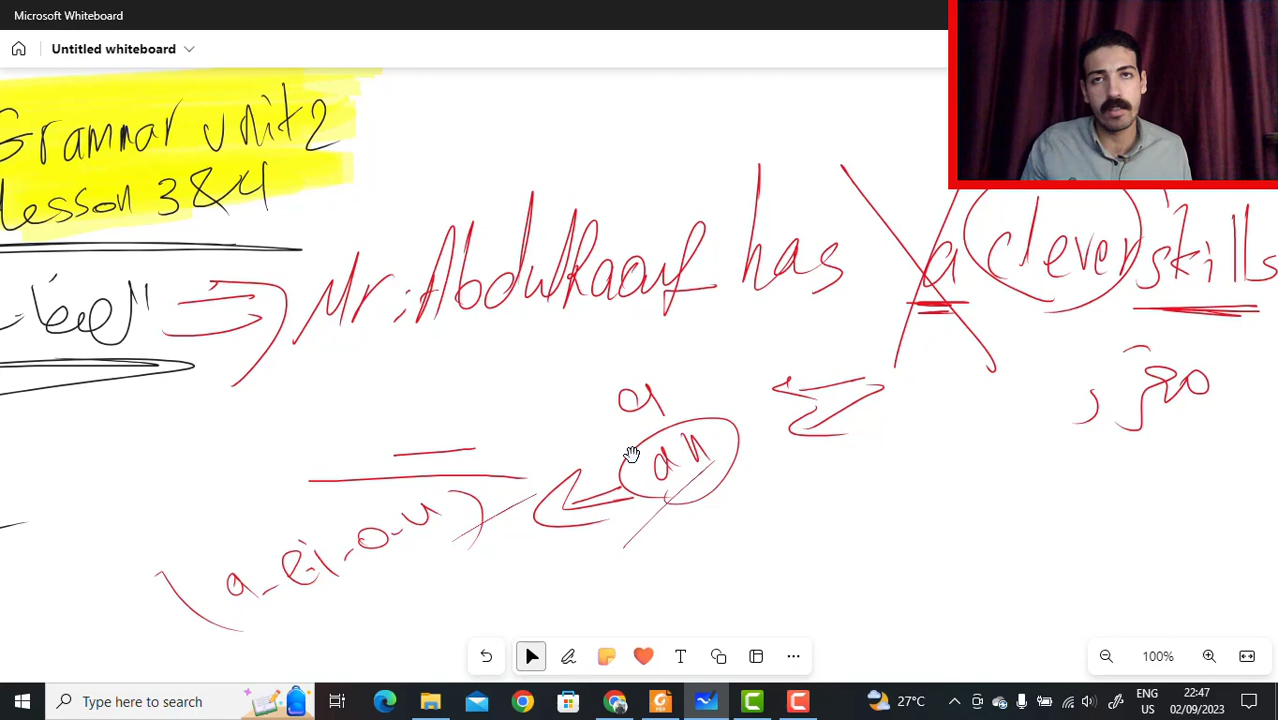 Microsoft Whiteboard
Untitled whiteboard
Grammar unit 2
Lesson 3 & 4
Mr. AbdulRaouf has a clever skills
a
an
(a-e-i-o-u)
100%
Type here to search
27°C
ENG
US
22:47
02/09/2023